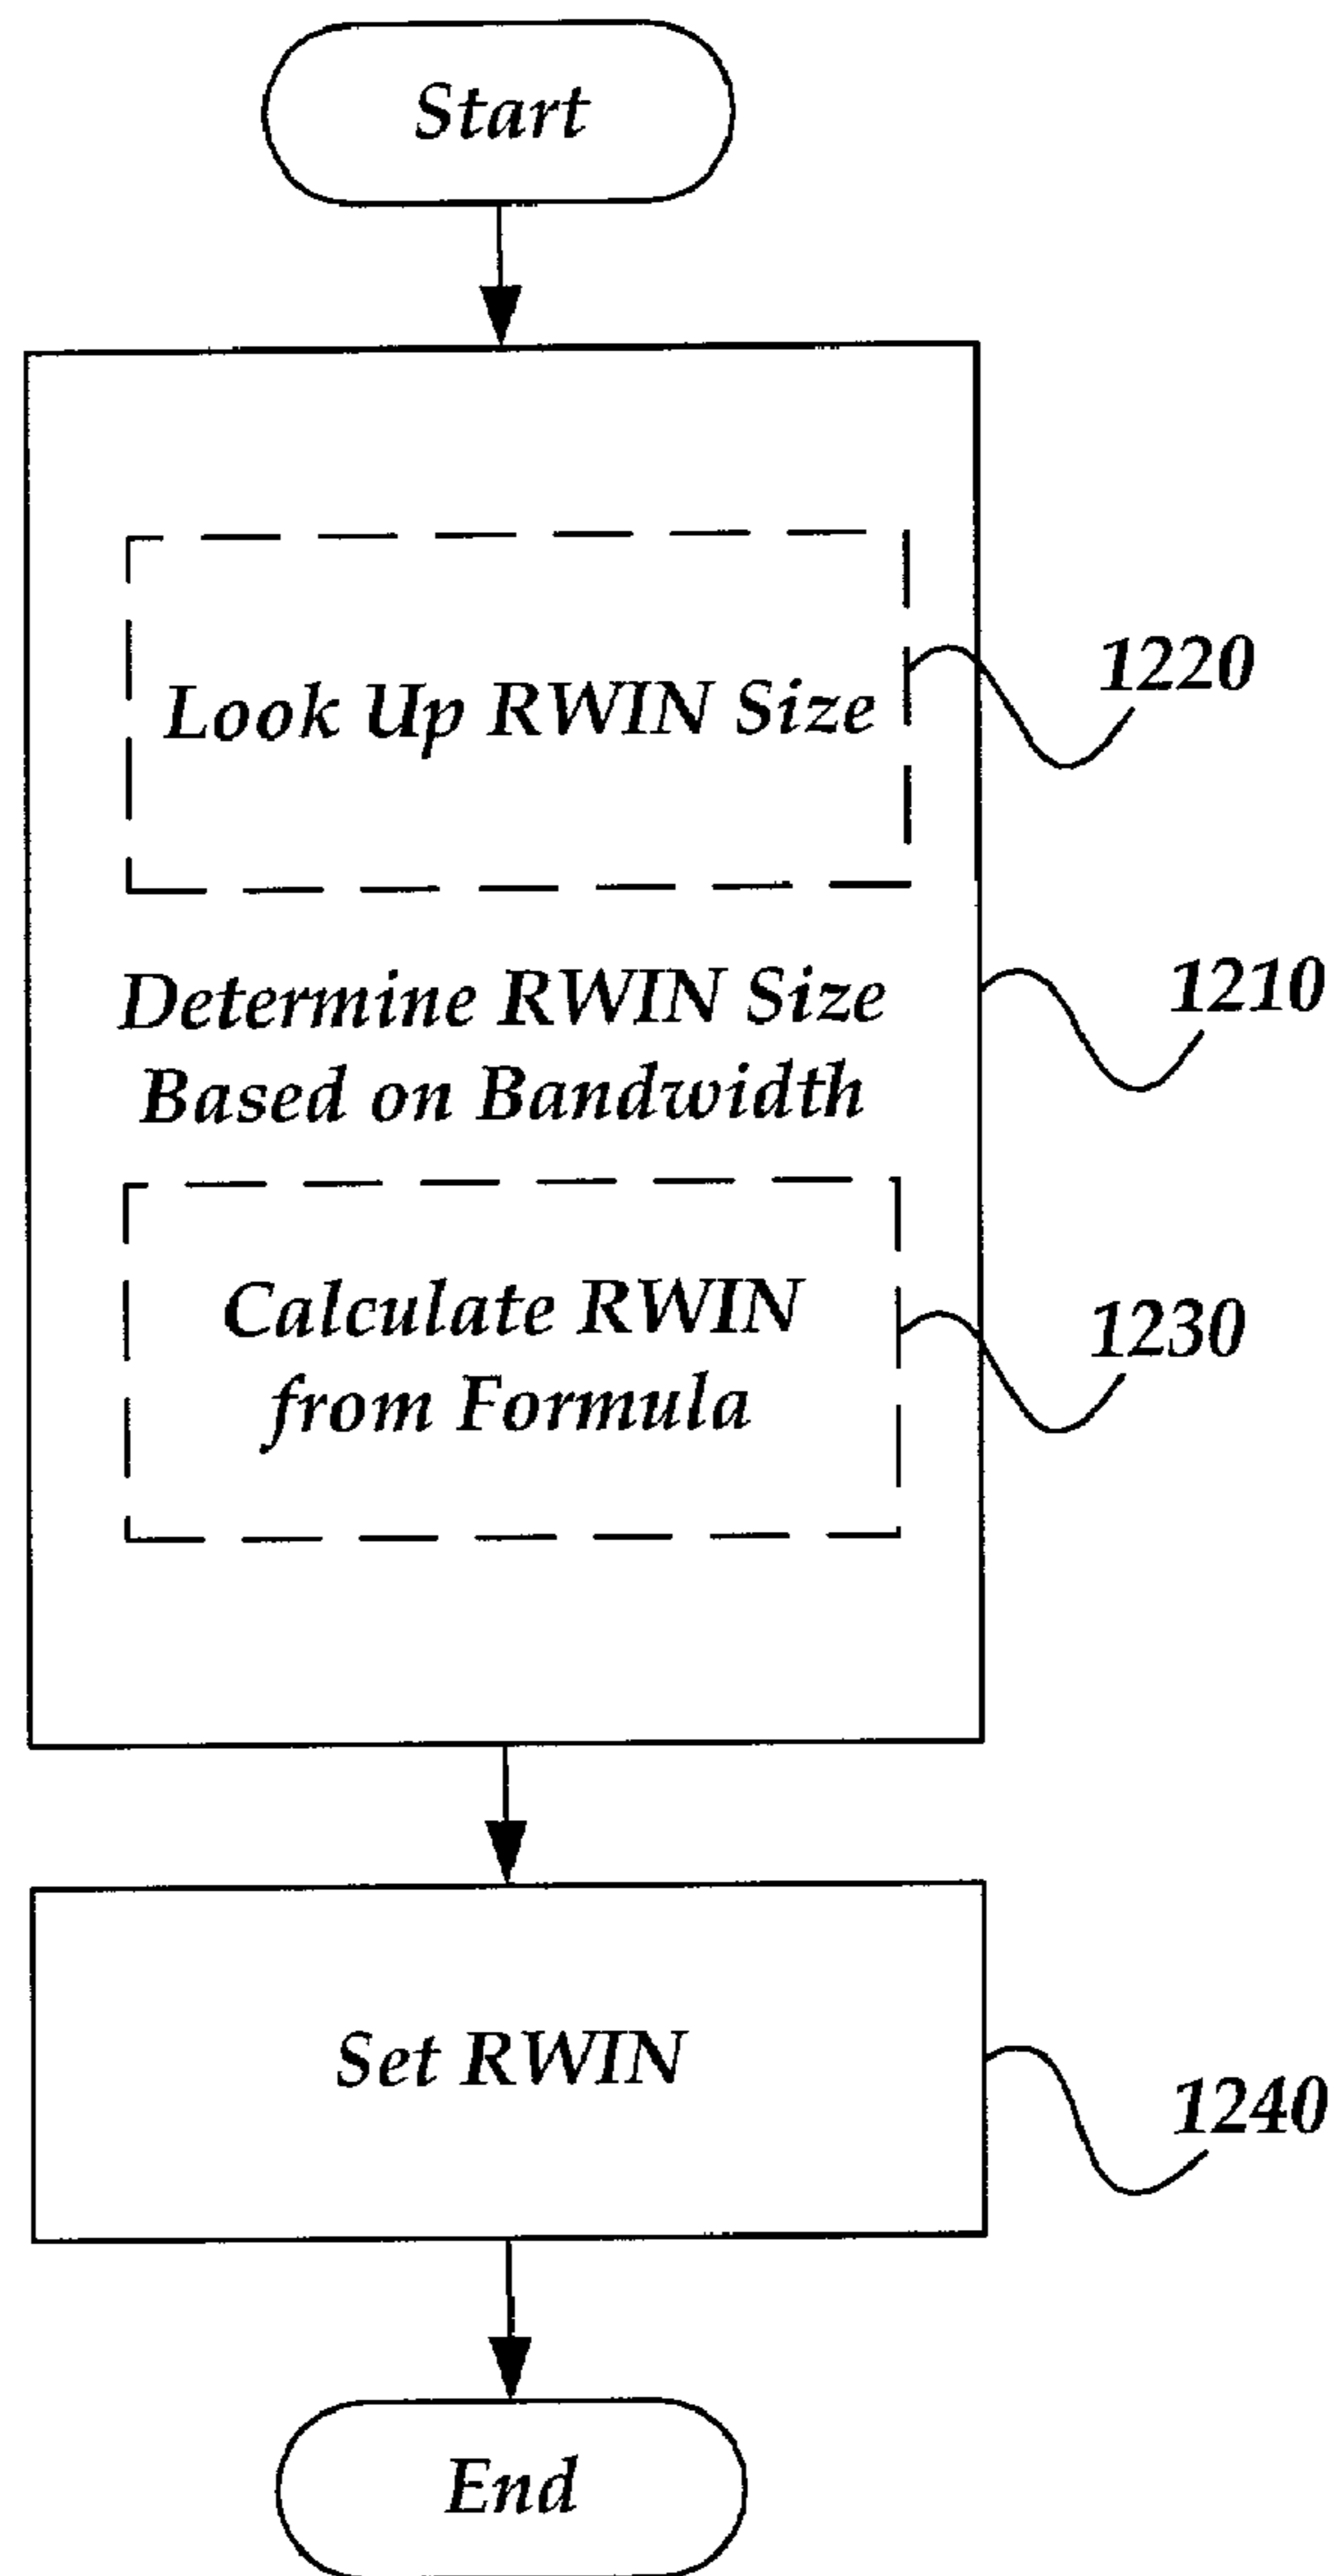 Start
Look Up RWIN Size
1220
Determine RWIN Size
Based on Bandwidth
1210
Calculate RWIN
from Formula
1230
Set RWIN
1240
End